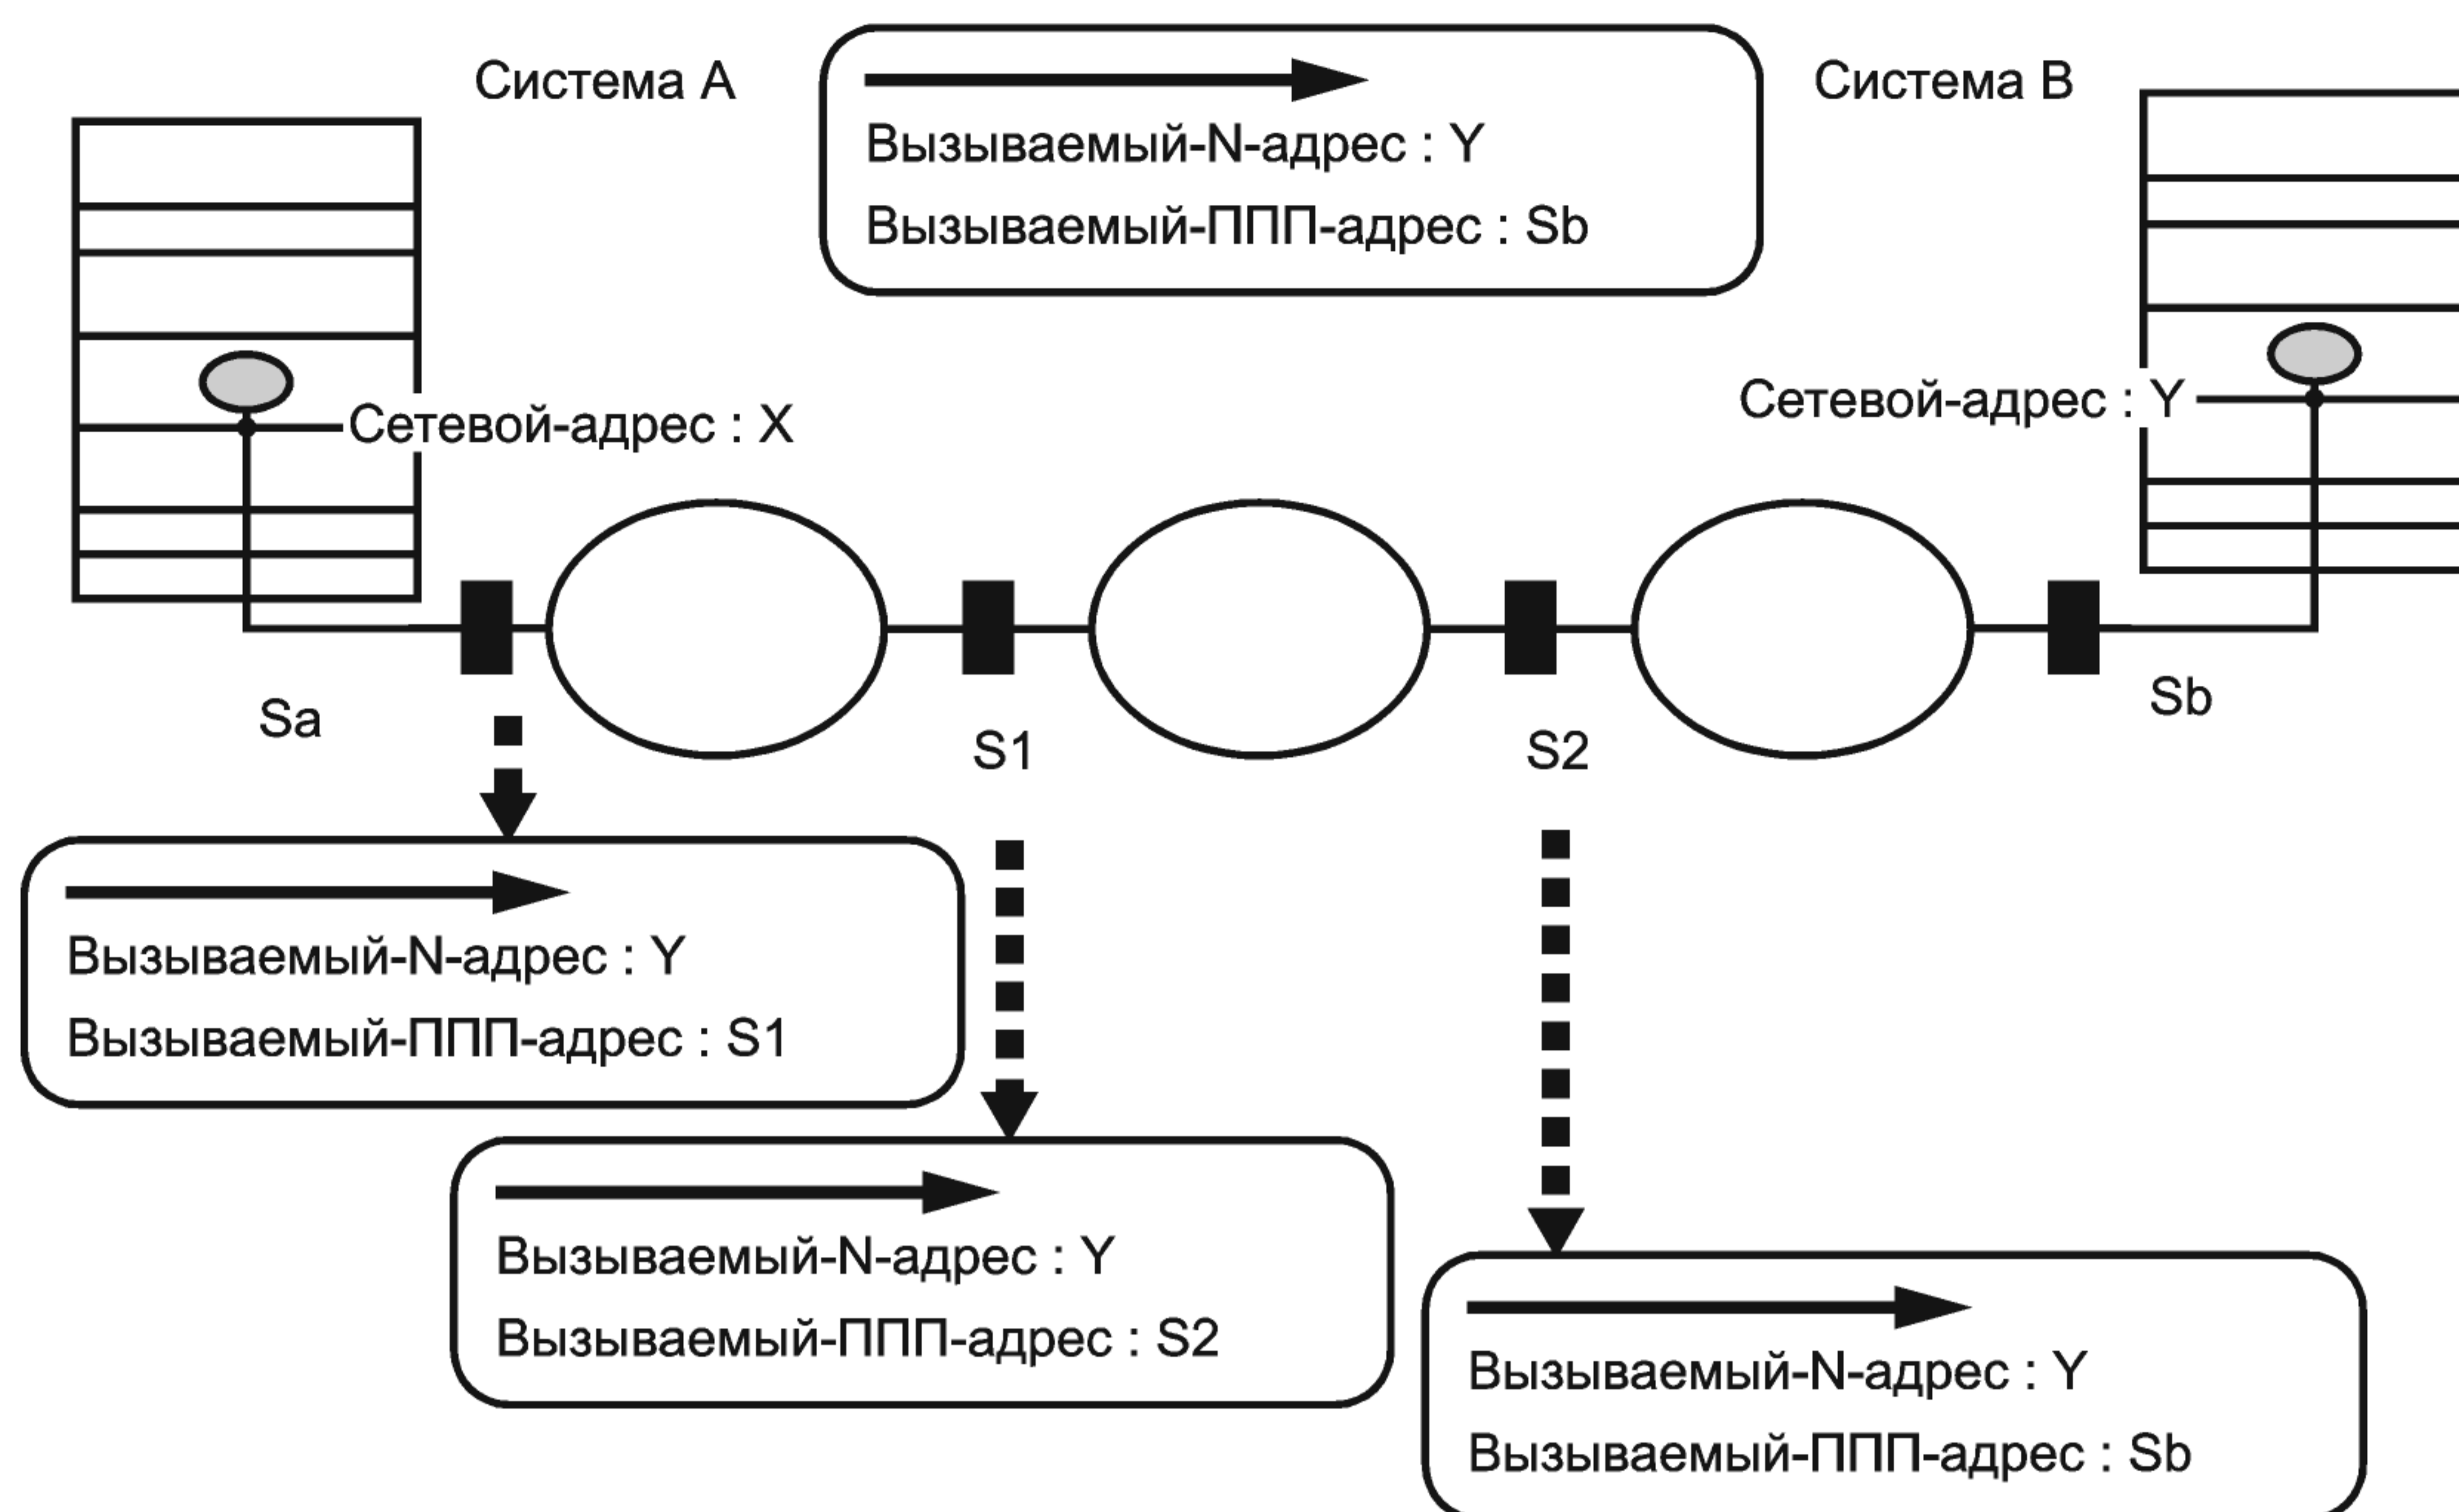 Система A
Вызываемый-N-адрес : Y
Вызываемый-ППП-адрес : Sb
Система B
Сетевой-адрес : X
Сетевой-адрес : Y
Sa
S1
S2
Sb
Вызываемый-N-адрес : Y
Вызываемый-ППП-адрес : S1
Вызываемый-N-адрес : Y
Вызываемый-ППП-адрес : S2
Вызываемый-N-адрес : Y
Вызываемый-ППП-адрес : Sb